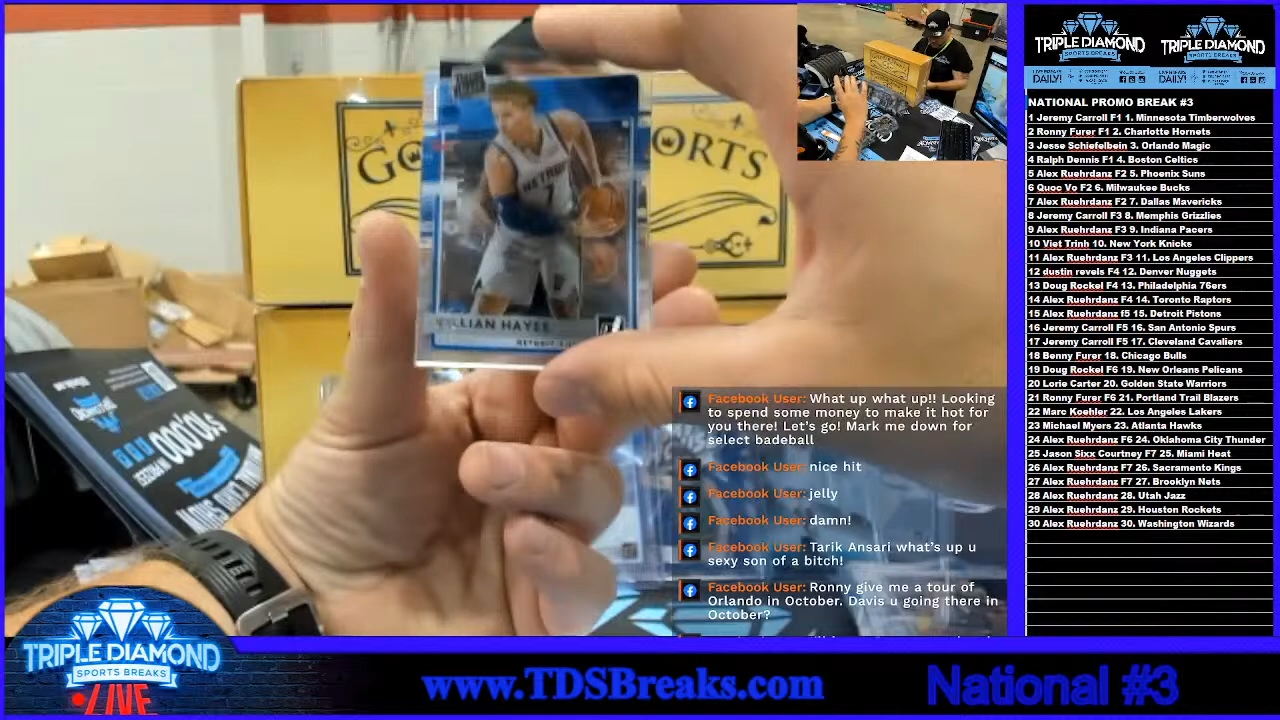 GO
ORTS
DETROIT
7
LLIAN HAYES
$10,000
TRIPLE DIAMOND
SPORTS BREAKS
TRIPLE DIAMOND
SPORTS BREAKS
LIVE BREAKS
DAILY!
DAILY!
NATIONAL PROMO BREAK #3
1 Jeremy Carroll F1 1. Minnesota Timberwolves
2 Ronny Furer F1 2. Charlotte Hornets
3 Jesse Schiefelbein 3. Orlando Magic
4 Ralph Dennis F1 4. Boston Celtics
5 Alex Ruehrdanz F2 5. Phoenix Suns
6 Quoc Vo F2 6. Milwaukee Bucks
7 Alex Ruehrdanz F2 7. Dallas Mavericks
8 Jeremy Carroll F3 8. Memphis Grizzlies
9 Alex Ruehrdanz F3 9. Indiana Pacers
10 Viet Trinh 10. New York Knicks
11 Alex Ruehrdanz F3 11. Los Angeles Clippers
12 dustin revels F4 12. Denver Nuggets
13 Doug Rockel F4 13. Philadelphia 76ers
14 Alex Ruehrdanz F4 14. Toronto Raptors
15 Alex Ruehrdanz f5 15. Detroit Pistons
16 Jeremy Carroll F5 16. San Antonio Spurs
17 Jeremy Carroll F5 17. Cleveland Cavaliers
18 Benny Furer 18. Chicago Bulls
19 Doug Rockel F6 19. New Orleans Pelicans
20 Lorie Carter 20. Golden State Warriors
21 Ronny Furer F6 21. Portland Trail Blazers
22 Marc Koehler 22. Los Angeles Lakers
23 Michael Myers 23. Atlanta Hawks
24 Alex Ruehrdanz F6 24. Oklahoma City Thunder
25 Jason Sixx Courtney F7 25. Miami Heat
26 Alex Ruehrdanz F7 26. Sacramento Kings
27 Alex Ruehrdanz F7 27. Brooklyn Nets
28 Alex Ruehrdanz 28. Utah Jazz
29 Alex Ruehrdanz 29. Houston Rockets
30 Alex Ruehrdanz 30. Washington Wizards
Facebook User: What up what up!! Looking
to spend some money to make it hot for
you there! Let's go! Mark me down for
select badeball
Facebook User: nice hit
Facebook User: jelly
Facebook User: damn!
Facebook User: Tarik Ansari what's up u
sexy son of a bitch!
Facebook User: Ronny give me a tour of
Orlando in October. Davis u going there in
October?
TRIPLE DIAMOND
SPORTS BREAKS
LIVE
www.TDSBreaks.com
National #3